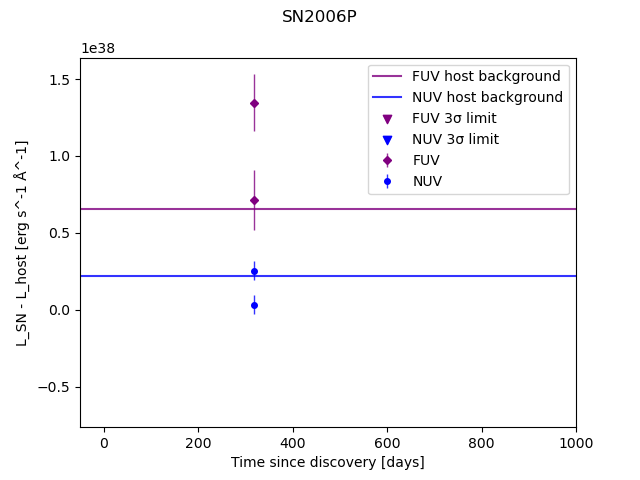 SN2006P
1e38
1.5
1.0
0.5
0.0
−0.5
L_SN - L_host [erg s^-1 Å^-1]
FUV host background
NUV host background
FUV 3σ limit
NUV 3σ limit
FUV
NUV
0 200 400 600 800 1000
Time since discovery [days]